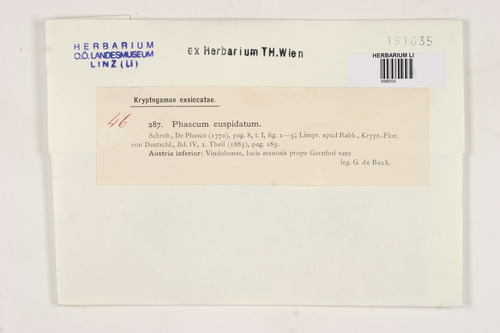 191035
HERBARIUM
O.Ö. LANDESMUSEUM
LINZ (LI)
ex Herbarium TH.Wien
HERBARIUM LI
Kryptogamae exsiccatae.
46
287. Phascum cuspidatum.
Schreb., De Phasco (1770), pag. 8, t. I, fig. 1—5; Limpr. apud Rabh., Krypt.-Flor.
von Deutschl., Bd. IV, 1. Theil (1885), pag. 185.
Austria inferior: Vindobonae, locis arenosis prope Gersthof vere
leg. G. de Beck.